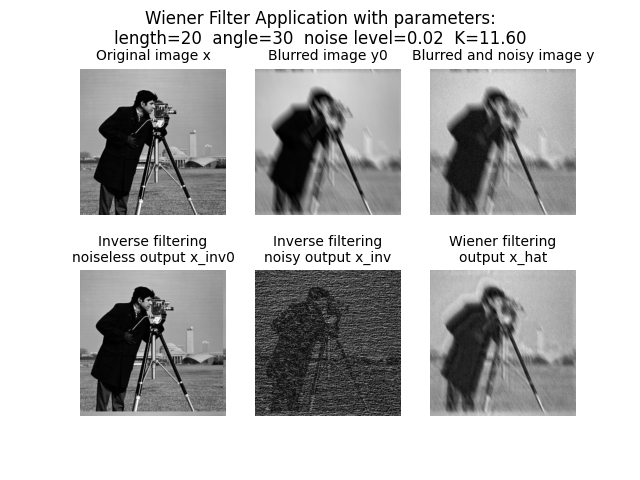 Wiener Filter Application with parameters:
length=20  angle=30  noise level=0.02  K=11.60
Original image x
Blurred image y0
Blurred and noisy image y
Inverse filtering
noiseless output x_inv0
Inverse filtering
noisy output x_inv
Wiener filtering
output x_hat